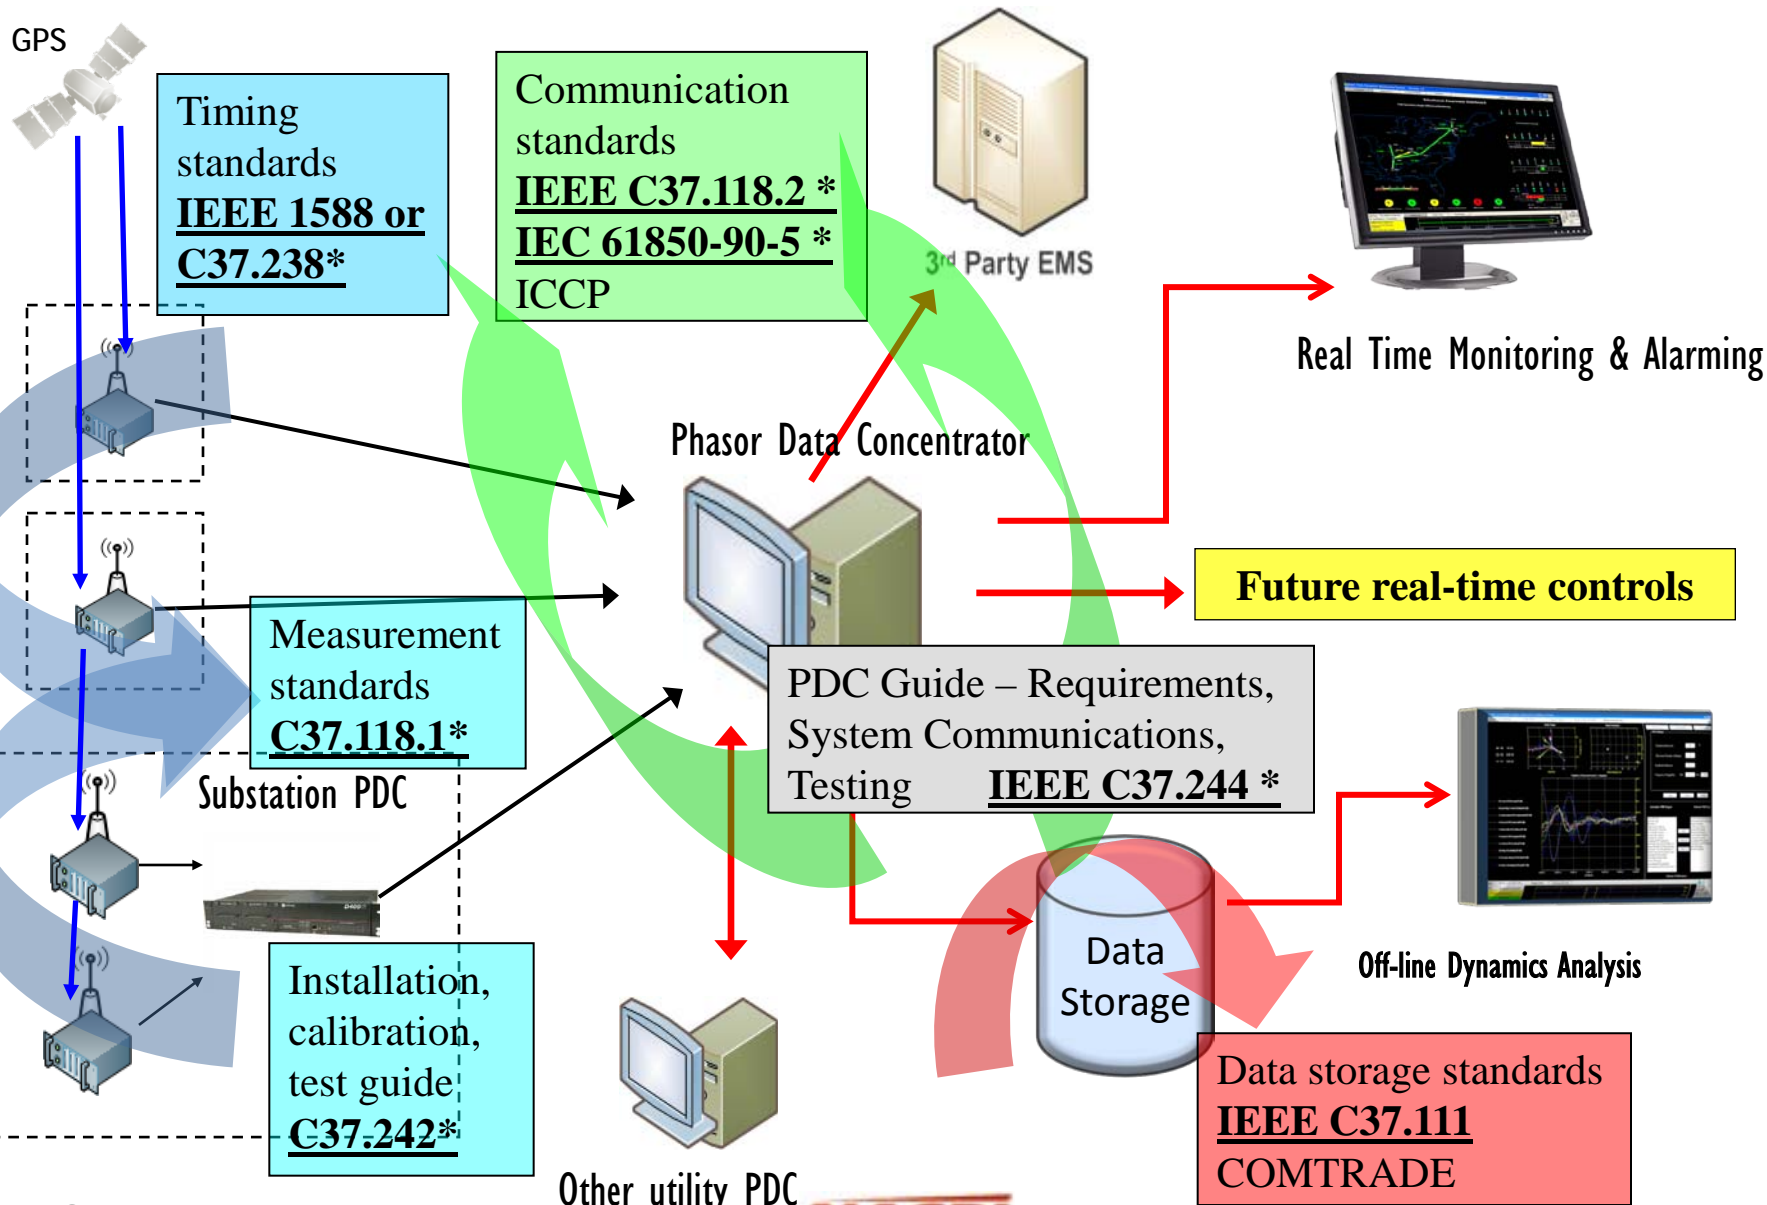 GPS
Timing
standards
IEEE 1588 or
C37.238*
Communication
standards
IEEE C37.118.2 *
IEC 61850-90-5 *
ICCP
3rd Party EMS
Real Time Monitoring & Alarming
Phasor Data Concentrator
Future real-time controls
Measurement
standards
C37.118.1*
PDC Guide – Requirements,
System Communications,
Testing IEEE C37.244 *
Substation PDC
Data
Storage
Off-line Dynamics Analysis
Installation,
calibration,
test guide
C37.242*
Data storage standards
IEEE C37.111
COMTRADE
Other utility PDC